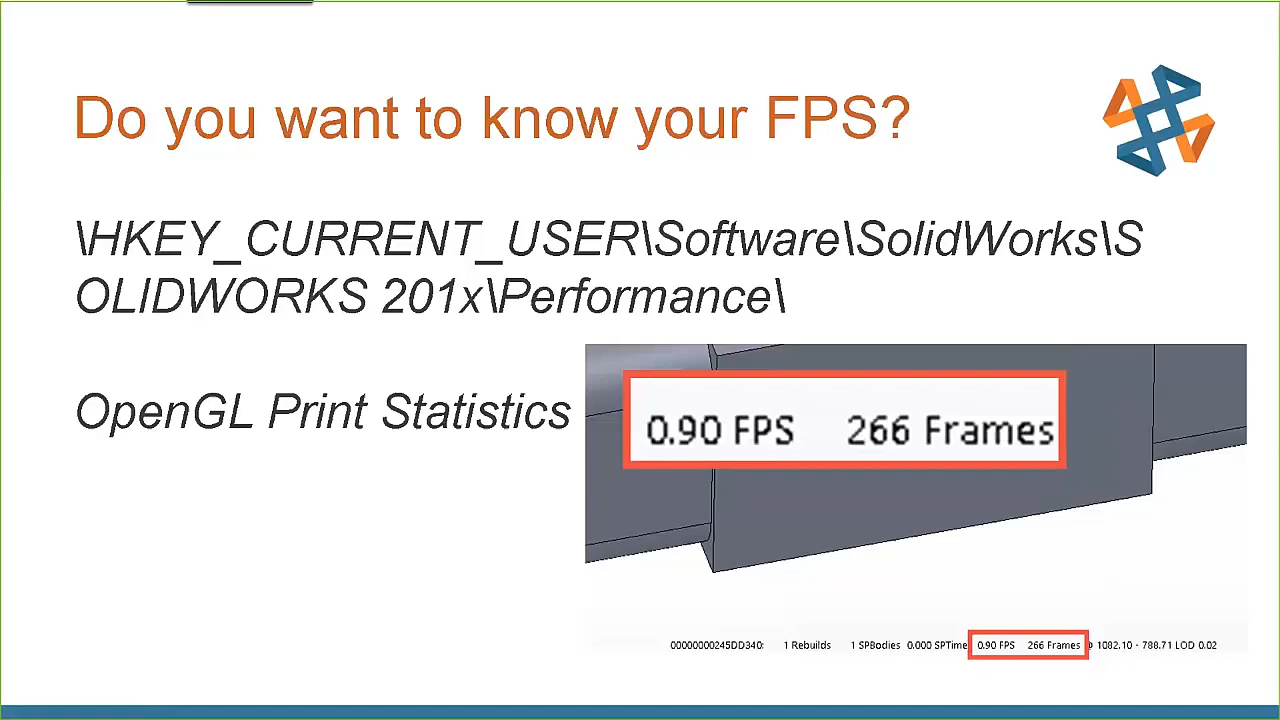 Do you want to know your FPS?
\HKEY_CURRENT_USER\Software\SolidWorks\S
OLIDWORKS 201x\Performance\
OpenGL Print Statistics
0.90 FPS 266 Frames
00000000245DD340: 1 Rebuilds 1 SPBodies 0.000 SPTime 0.90 FPS 266 Frames 1082.10 - 788.71 LOD 0.02